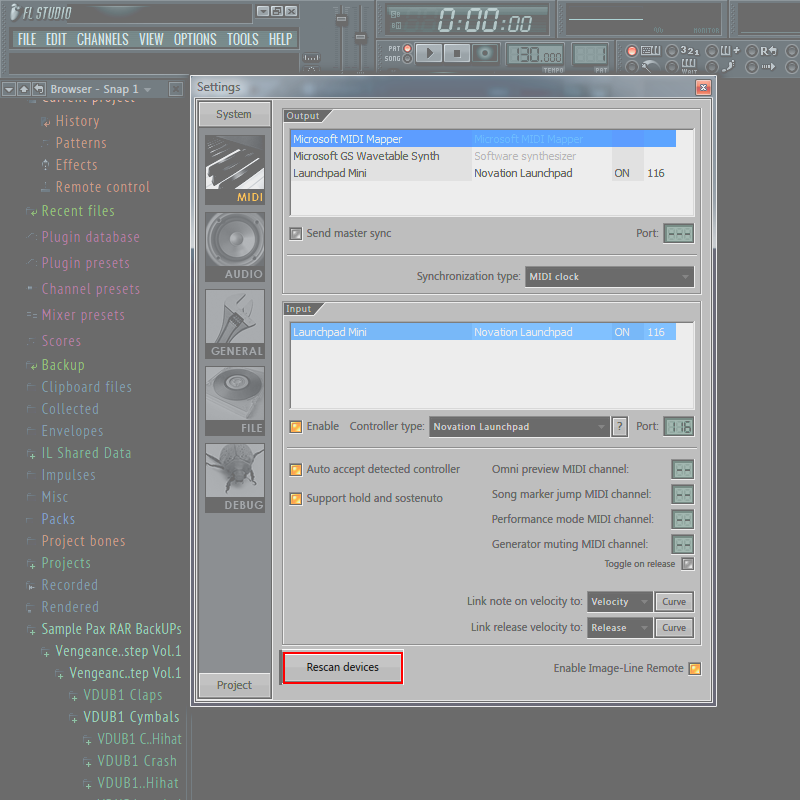 FL STUDIO
FILE EDIT CHANNELS VIEW OPTIONS TOOLS HELP
0:00:00
MONITOR
PAT
SONG
130.000
TEMPO
PAT
321
WAIT
Browser - Snap 1
Current project
History
Patterns
Effects
Remote control
Recent files
Plugin database
Plugin presets
Channel presets
Mixer presets
Scores
Backup
Clipboard files
Collected
Envelopes
IL Shared Data
Impulses
Misc
Packs
Project bones
Projects
Recorded
Rendered
Sample Pax RAR BackUPs
Vengeance..step Vol.1
Vengeanc..tep Vol.1
VDUB1 Claps
VDUB1 Cymbals
VDUB1 C..Hihat
VDUB1 Crash
VDUB1..Hihat
Settings
System
MIDI
AUDIO
GENERAL
FILE
DEBUG
Project
Output
Microsoft MIDI Mapper Microsoft MIDI Mapper
Microsoft GS Wavetable Synth Software synthesizer
Launchpad Mini Novation Launchpad ON 116
Send master sync Port: ---
Synchronization type: MIDI clock
Input
Launchpad Mini Novation Launchpad ON 116
Enable Controller type: Novation Launchpad ? Port: 116
Auto accept detected controller Omni preview MIDI channel: --
Support hold and sostenuto Song marker jump MIDI channel: --
Performance mode MIDI channel: --
Generator muting MIDI channel: --
Toggle on release
Link note on velocity to: Velocity Curve
Link release velocity to: Release Curve
Rescan devices Enable Image-Line Remote